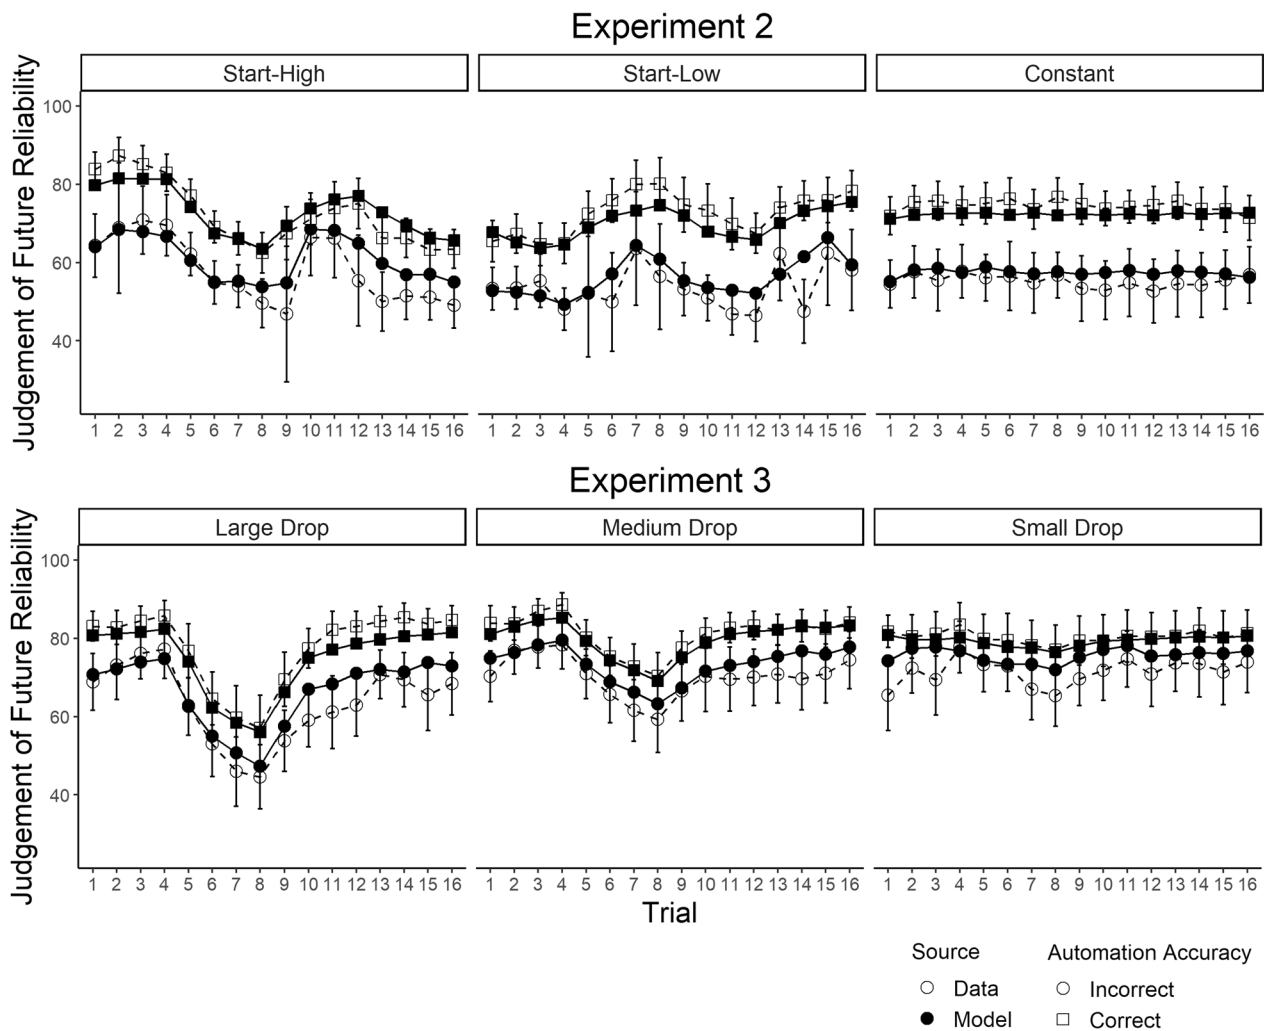 Experiment 2
Start-High Start-Low Constant
Judgement of Future Reliability
100
80
60
40
1 2 3 4 5 6 7 8 9 10 11 12 13 14 15 16 1 2 3 4 5 6 7 8 9 10 11 12 13 14 15 16 1 2 3 4 5 6 7 8 9 10 11 12 13 14 15 16
Experiment 3
Large Drop Medium Drop Small Drop
Judgement of Future Reliability
100
80
60
40
1 2 3 4 5 6 7 8 9 10 11 12 13 14 15 16 1 2 3 4 5 6 7 8 9 10 11 12 13 14 15 16 1 2 3 4 5 6 7 8 9 10 11 12 13 14 15 16
Trial
Source Automation Accuracy
Data Incorrect
Model Correct